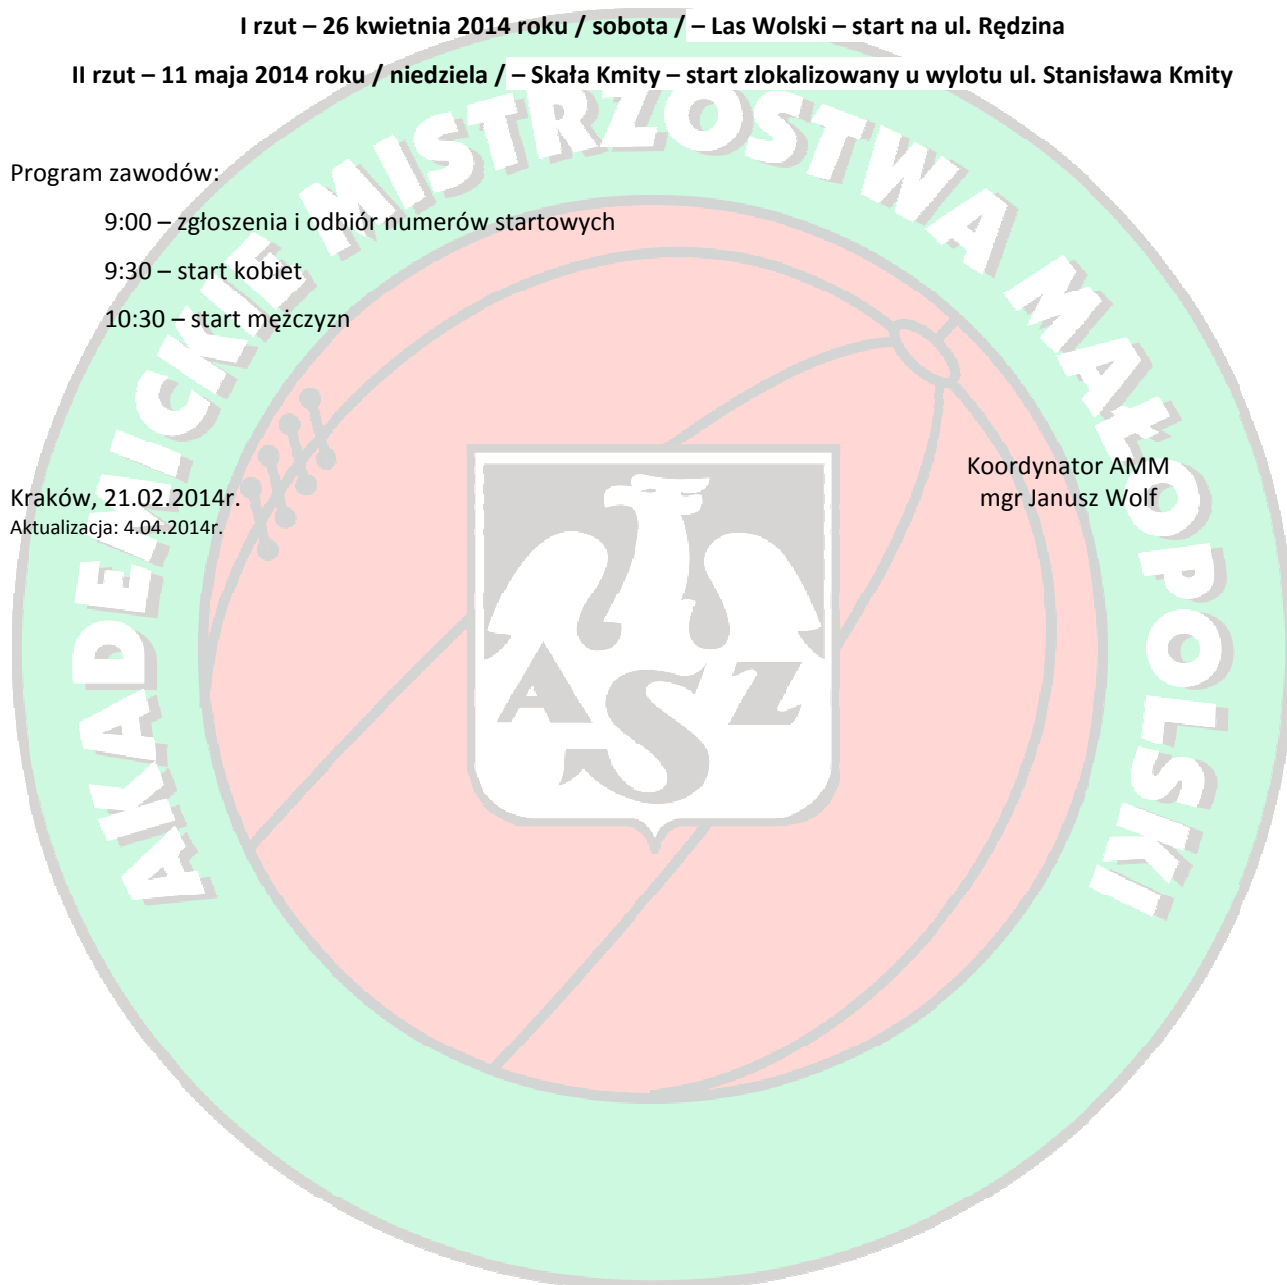 I rzut – 26 kwietnia 2014 roku / sobota / – Las Wolski – start na ul. Rędzina
II rzut – 11 maja 2014 roku / niedziela / – Skała Kmity – start zlokalizowany u wylotu ul. Stanisława Kmity
Program zawodów:
9:00 – zgłoszenia i odbiór numerów startowych
9:30 – start kobiet
10:30 – start mężczyzn
Koordynator AMM
mgr Janusz Wolf
Kraków, 21.02.2014r.
Aktualizacja: 4.04.2014r.
AKADEMICKIE MISTRZOSTWA MAŁOPOLSKI
AZS